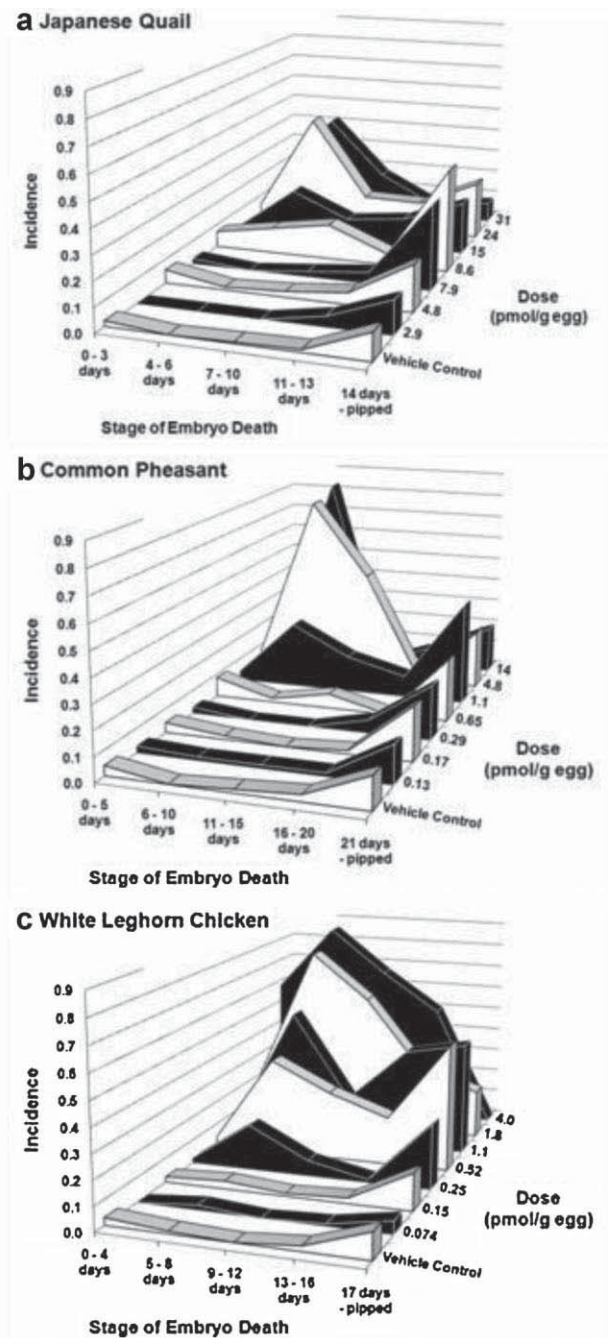 a Japanese Quail
0.9
0.8
0.7
0.6
0.5
0.4
0.3
0.2
0.1
0.0
Incidence
0 - 3
days
4 - 6
days
7 - 10
days
11 - 13
days
14 days
- pipped
Stage of Embryo Death
31
24
15
8.6
7.9
4.8
2.9
Vehicle Control
Dose
(pmol/g egg)
b Common Pheasant
0.9
0.8
0.7
0.6
0.5
0.4
0.3
0.2
0.1
0.0
Incidence
0 - 5
days
6 - 10
days
11 - 15
days
16 - 20
days
21 days
- pipped
Stage of Embryo Death
14
4.8
1.1
0.65
0.29
0.17
0.13
Vehicle Control
Dose
(pmol/g egg)
c White Leghorn Chicken
0.9
0.8
0.7
0.6
0.5
0.4
0.3
0.2
0.1
0.0
Incidence
0 - 4
days
5 - 8
days
9 - 12
days
13 - 16
days
17 days
- pipped
Stage of Embryo Death
4.0
1.8
1.1
0.52
0.25
0.15
0.074
Vehicle Control
Dose
(pmol/g egg)